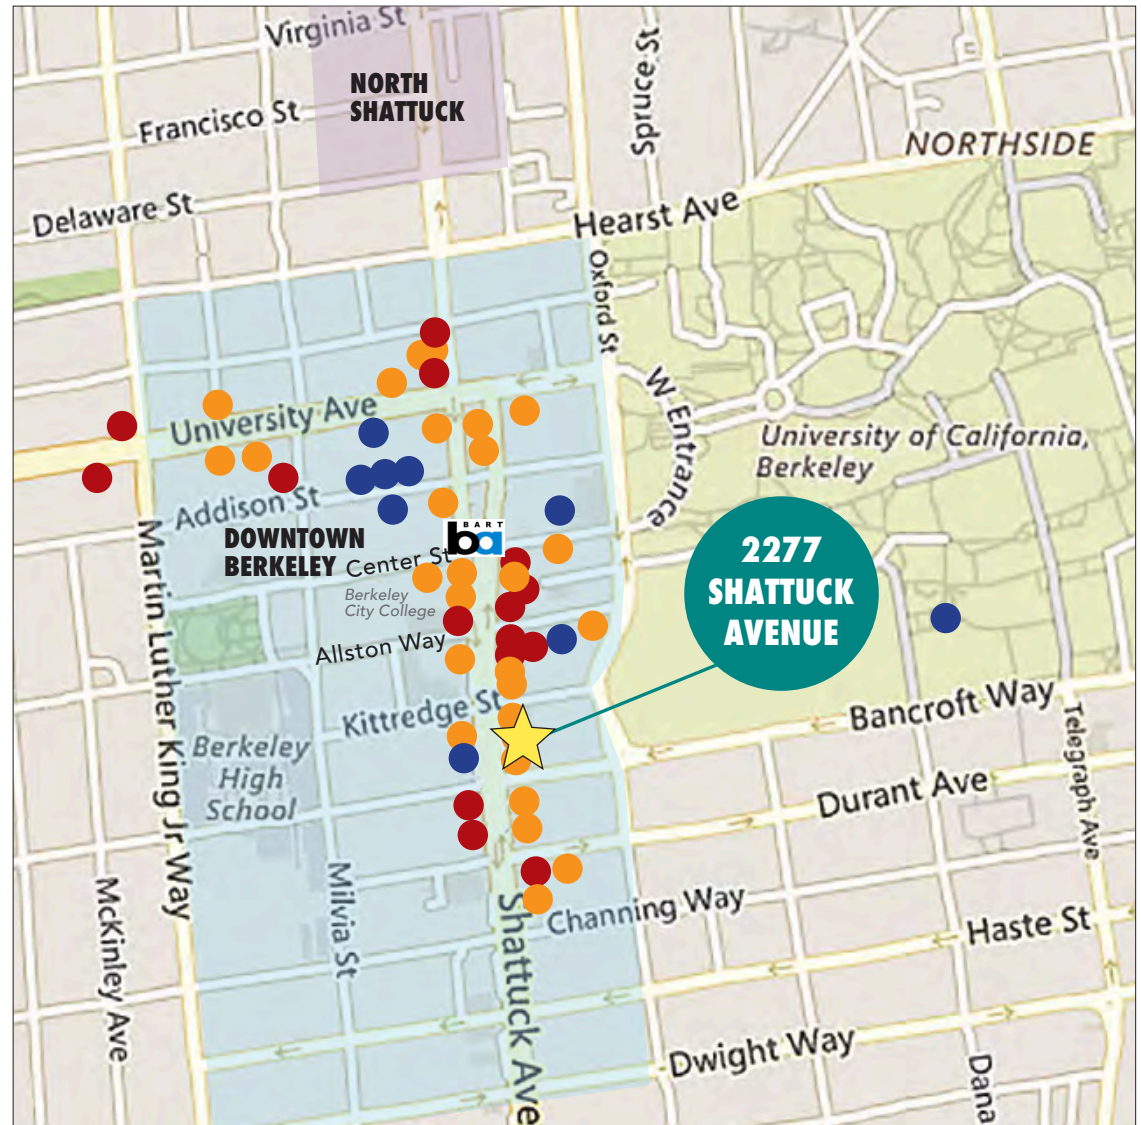 Virginia St
NORTH
SHATTUCK
Francisco St
Spruce St
NORTHSIDE
Delaware St
Hearst Ave
Oxford St
University Ave
W Entrance
University of California,
Berkeley
Addison St
DOWNTOWN
BERKELEY
BART
ba
Center St
Berkeley
City College
2277
SHATTUCK
AVENUE
Martin Luther King Jr Way
Allston Way
Kittredge St
Bancroft Way
Telegraph Ave
Berkeley
High
School
Durant Ave
McKinley Ave
Milvia St
Shattuck Ave
Channing Way
Haste St
Dwight Way
Dana